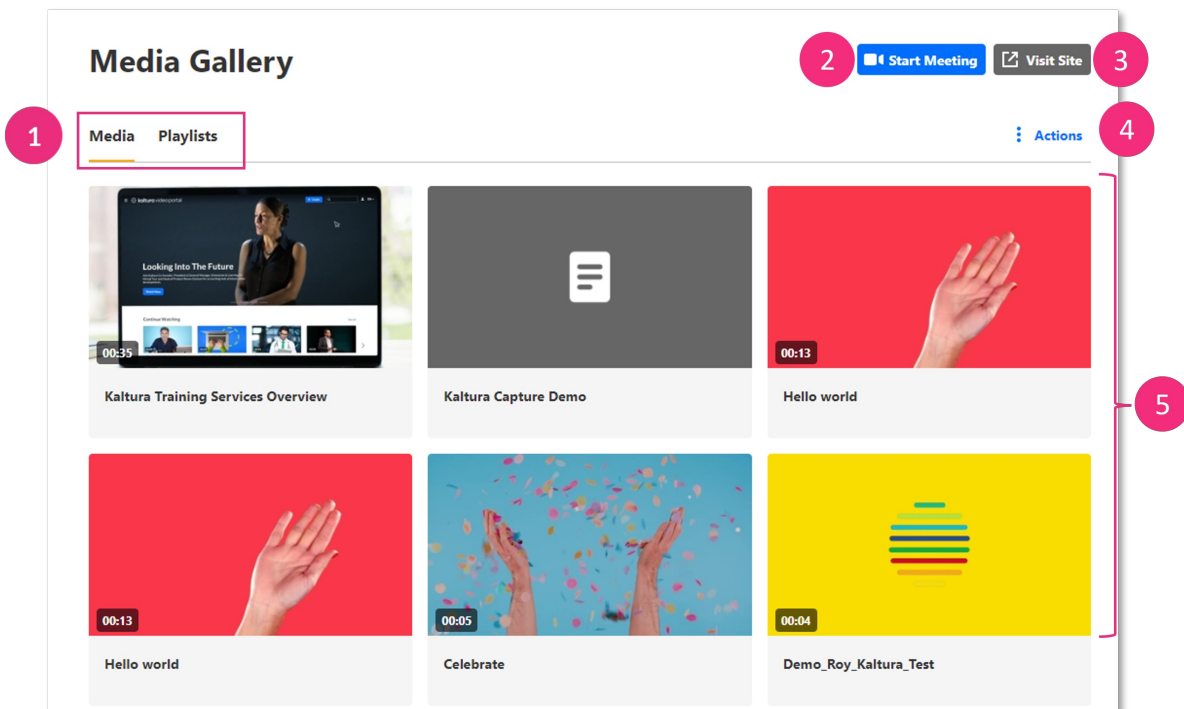 Media Gallery
2
Start Meeting
Visit Site
3
1
Media
Playlists
Actions
4
kaltura videoportal
Looking Into The Future
Continue Watching
00:35
Kaltura Training Services Overview
Kaltura Capture Demo
00:13
Hello world
5
00:13
Hello world
00:05
Celebrate
00:04
Demo_Roy_Kaltura_Test